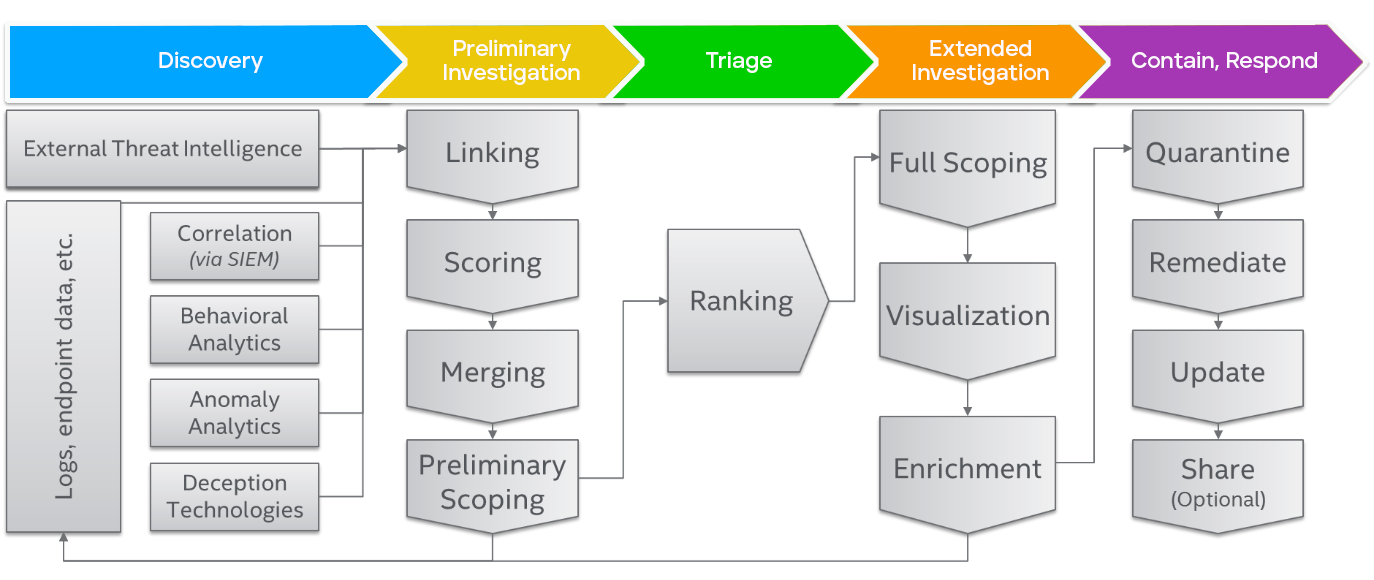 Discovery
Preliminary
Investigation
Triage
Extended
Investigation
Contain, Respond
External Threat Intelligence
Logs, endpoint data, etc.
Correlation
(via SIEM)
Behavioral
Analytics
Anomaly
Analytics
Deception
Technologies
Linking
Scoring
Merging
Preliminary
Scoping
Ranking
Full Scoping
Visualization
Enrichment
Quarantine
Remediate
Update
Share
(Optional)